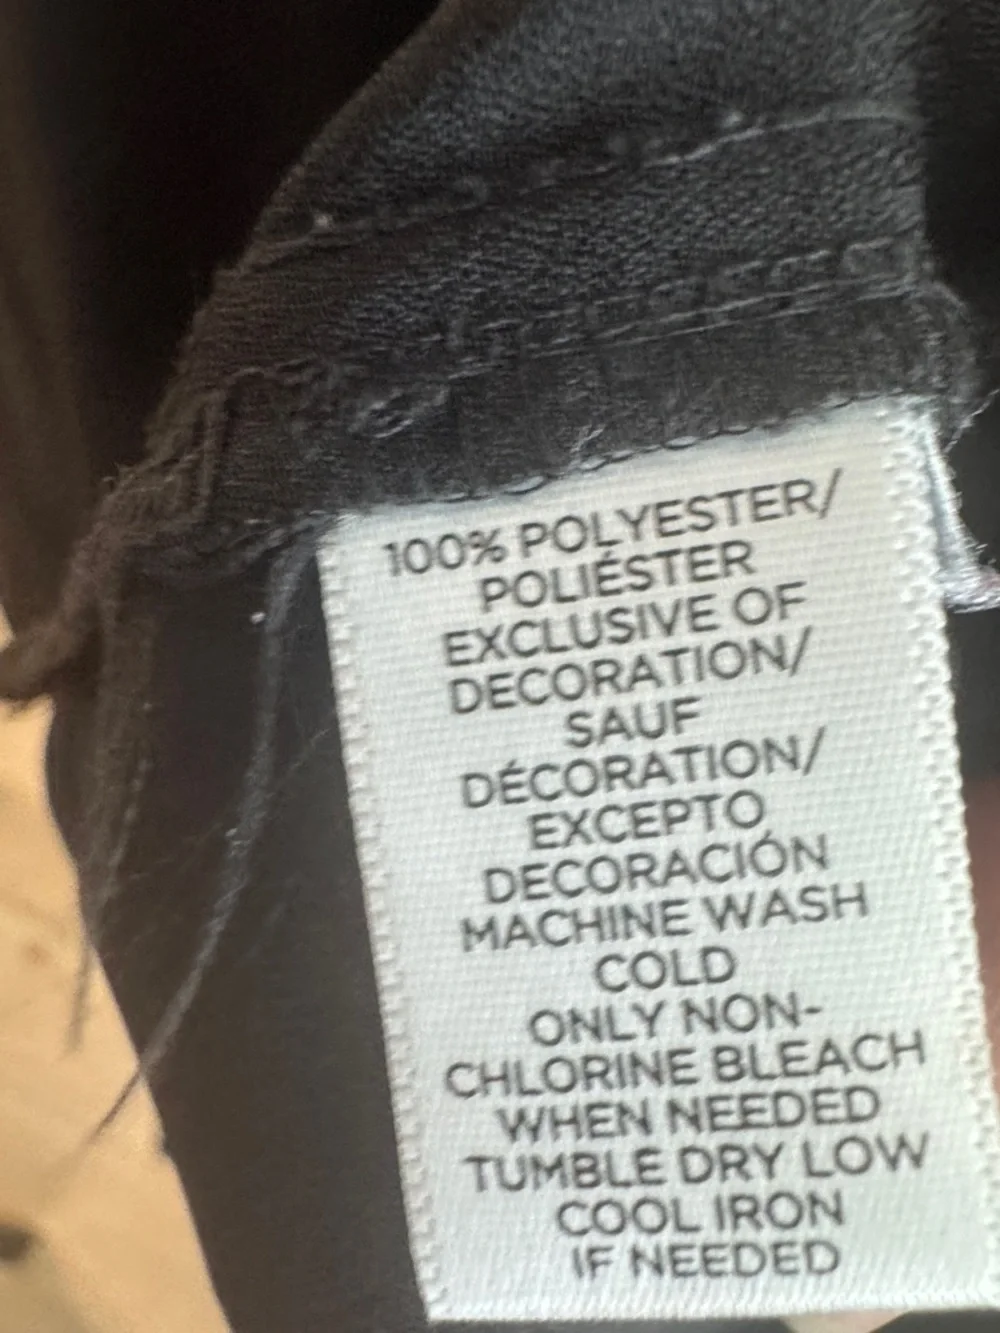 100% POLYESTER/
POLIÉSTER
EXCLUSIVE OF
DECORATION/
SAUF
DÉCORATION/
EXCEPTO
DECORACIÓN
MACHINE WASH
COLD
ONLY NON-
CHLORINE BLEACH
WHEN NEEDED
TUMBLE DRY LOW
COOL IRON
IF NEEDED